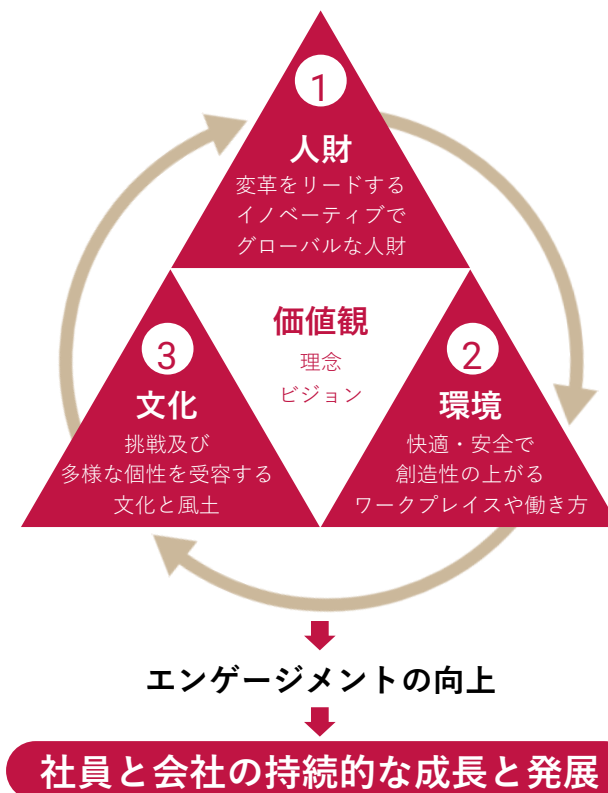 1
人財
変革をリードする
イノベーティブで
グローバルな人財
価値観
理念
ビジョン
3
文化
挑戦及び
多様な個性を受容する
文化と風土
2
環境
快適・安全で
創造性の上がる
ワークプレイスや働き方
エンゲージメントの向上
社員と会社の持続的な成長と発展